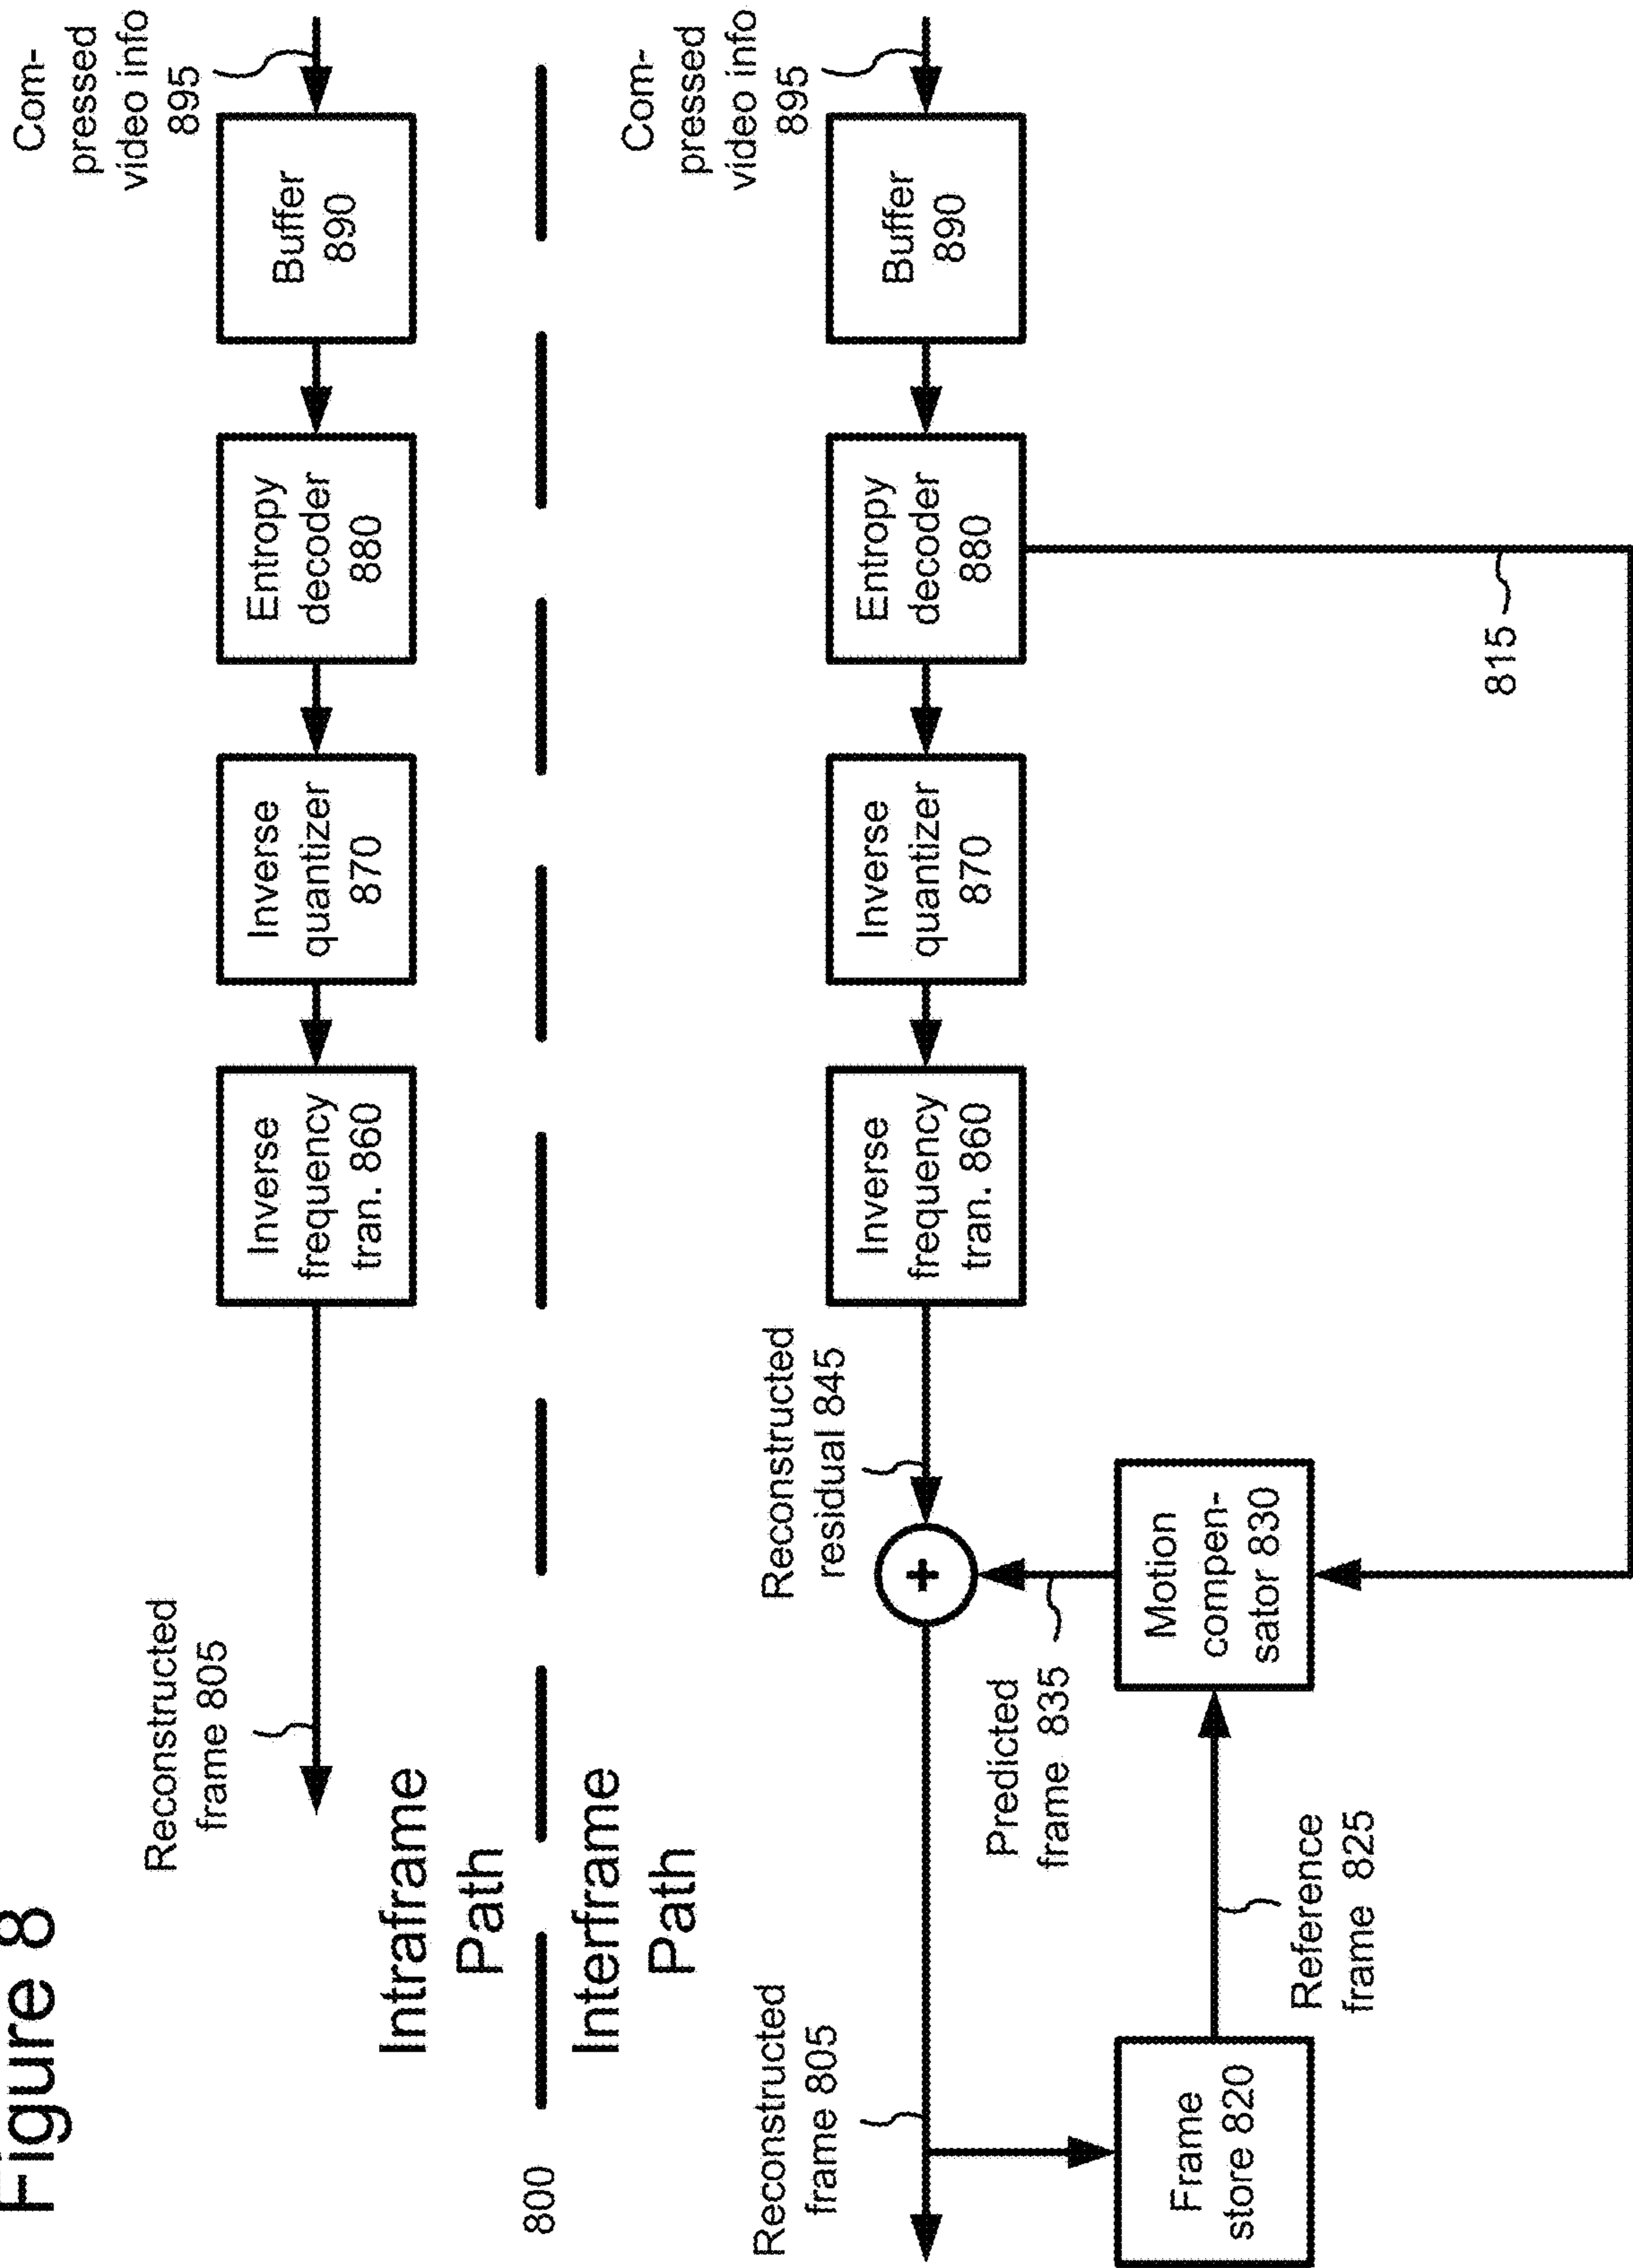 Figure 8
Reconstructed
frame 805
Inverse
frequency
tran. 860
Inverse
quantizer
870
Entropy
decoder
880
Buffer
890
Com-
pressed
video info
895
Intraframe
Path
800
Interframe
Path
Reconstructed
frame 805
Reconstructed
residual 845
+
Inverse
frequency
tran. 860
Inverse
quantizer
870
Entropy
decoder
880
Buffer
890
Com-
pressed
video info
895
Predicted
frame 835
Frame
store 820
Reference
frame 825
Motion
compen-
sator 830
815